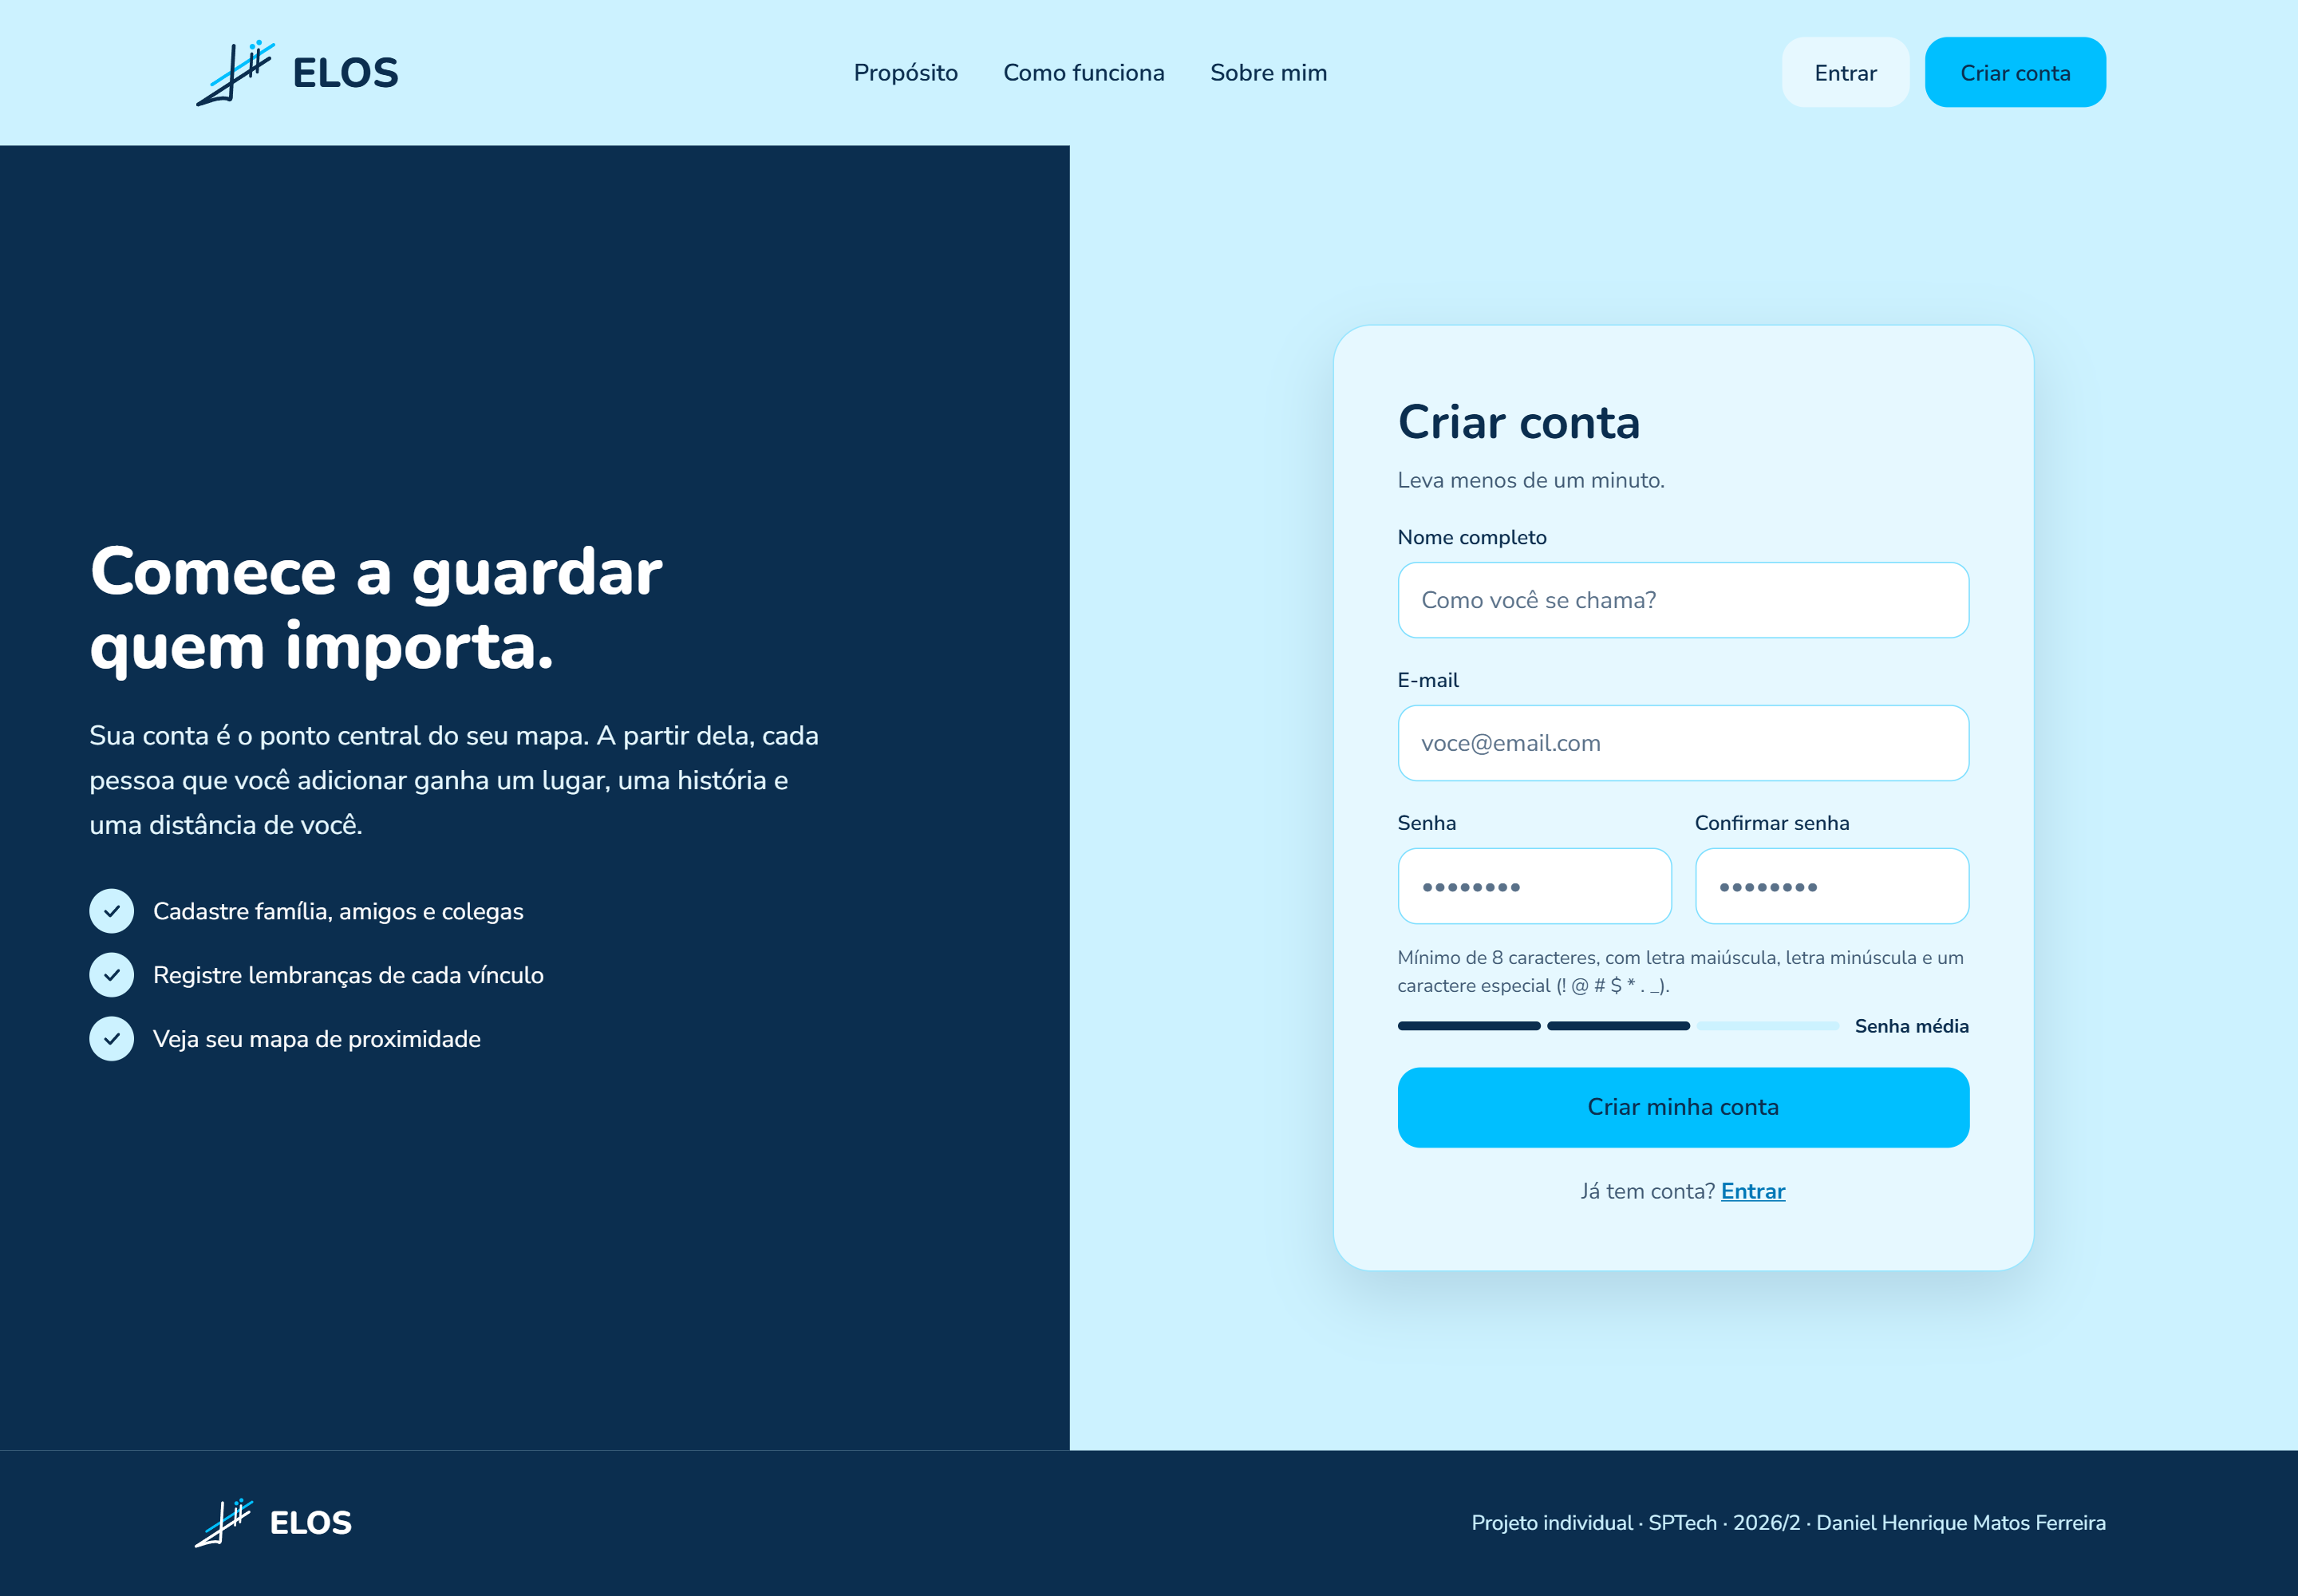 ELOS
Propósito
Como funciona
Sobre mim
Entrar
Criar conta
Comece a guardar
quem importa.
Sua conta é o ponto central do seu mapa. A partir dela, cada
pessoa que você adicionar ganha um lugar, uma história e
uma distância de você.
Cadastre família, amigos e colegas
Registre lembranças de cada vínculo
Veja seu mapa de proximidade
Criar conta
Leva menos de um minuto.
Nome completo
Como você se chama?
E-mail
voce@email.com
Senha
Confirmar senha
••••••••
••••••••
Mínimo de 8 caracteres, com letra maiúscula, letra minúscula e um
caractere especial (! @ # $ * . _).
Senha média
Criar minha conta
Já tem conta? Entrar
ELOS
Projeto individual · SPTech · 2026/2 · Daniel Henrique Matos Ferreira